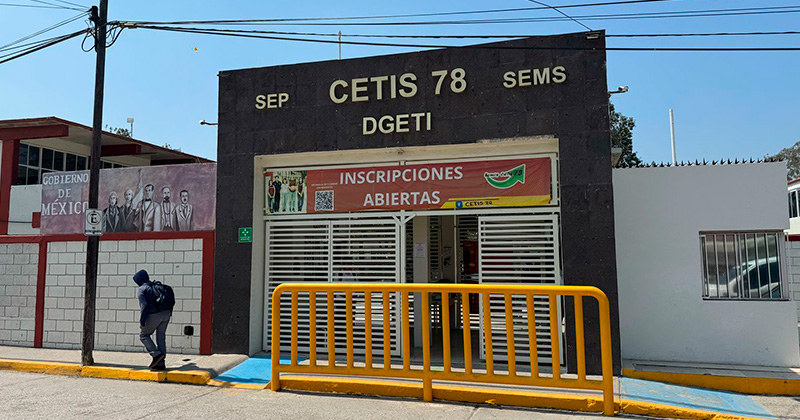 SEP
CETIS 78
SEMS
DGETI
INSCRIPCIONES
ABIERTAS
CETIS 78
GOBIERNO
DE
MÉXICO
E